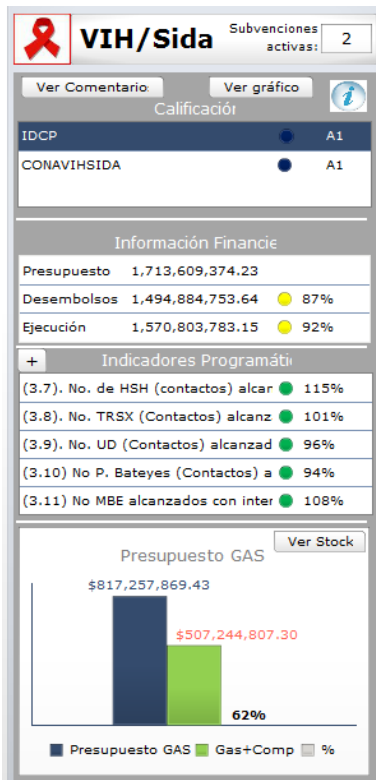 VIH/Sida
Subvenciones
activas:
2
Ver Comentario
Ver gráfico
i
Calificación
IDCP A1
CONAVIHSIDA A1
Información Financie
Presupuesto 1,713,609,374.23
Desembolsos 1,494,884,753.64 87%
Ejecución 1,570,803,783.15 92%
+ Indicadores Programáti
(3.7). No. de HSH (contactos) alcar 115%
(3.8). No. TRSX (Contactos) alcanz 101%
(3.9). No. UD (Contactos) alcanzad 96%
(3.10) No P. Bateyes (Contactos) a 94%
(3.11) No MBE alcanzados con inter 108%
Ver Stock
Presupuesto GAS
$817,257,869.43
$507,244,807.30
62%
Presupuesto GAS Gas+Comp %